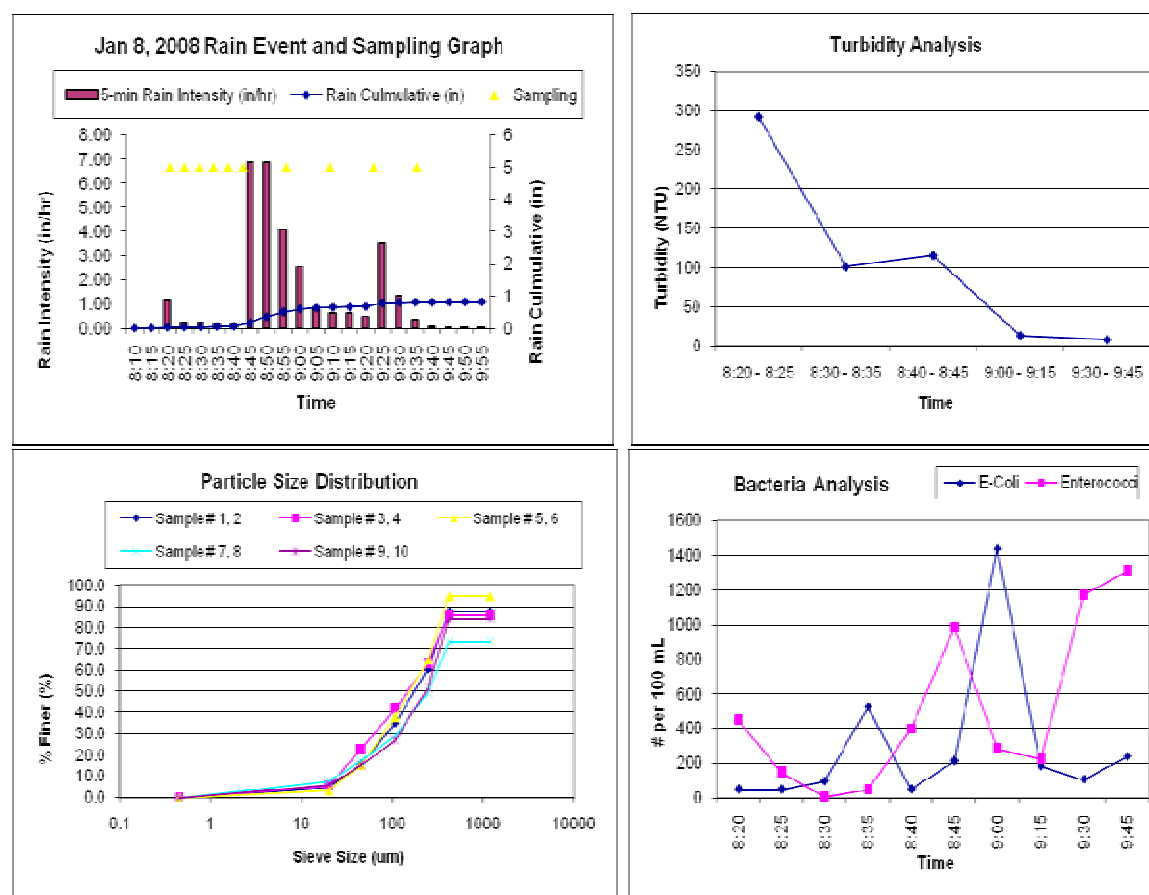 Jan 8, 2008 Rain Event and Sampling Graph
5-min Rain Intensity (in/hr) Rain Culmulative (in) Sampling
8.00
7.00
6.00
5.00
4.00
3.00
2.00
1.00
0.00
Rain Intensity (in/hr)
6
5
4
3
2
1
0
Rain Culmulative (in)
8:10 8:15 8:20 8:25 8:30 8:35 8:40 8:45 8:50 8:55 9:00 9:05 9:10 9:15 9:20 9:25 9:30 9:35 9:40 9:45 9:50 9:55
Time
Turbidity Analysis
350
300
250
200
150
100
50
0
Turbidity (NTU)
8:20 - 8:25 8:30 - 8:35 8:40 - 8:45 9:00 - 9:15 9:30 - 9:45
Time
Particle Size Distribution
Sample # 1, 2 Sample # 3, 4 Sample # 5, 6
Sample # 7, 8 Sample # 9, 10
100.0
90.0
80.0
70.0
60.0
50.0
40.0
30.0
20.0
10.0
0.0
% Finer (%)
0.1 1 10 100 1000 10000
Sieve Size (um)
Bacteria Analysis
E-Coli Enterococci
1600
1400
1200
1000
800
600
400
200
0
# per 100 mL
8:20 8:25 8:30 8:35 8:40 8:45 9:00 9:15 9:30 9:45
Time